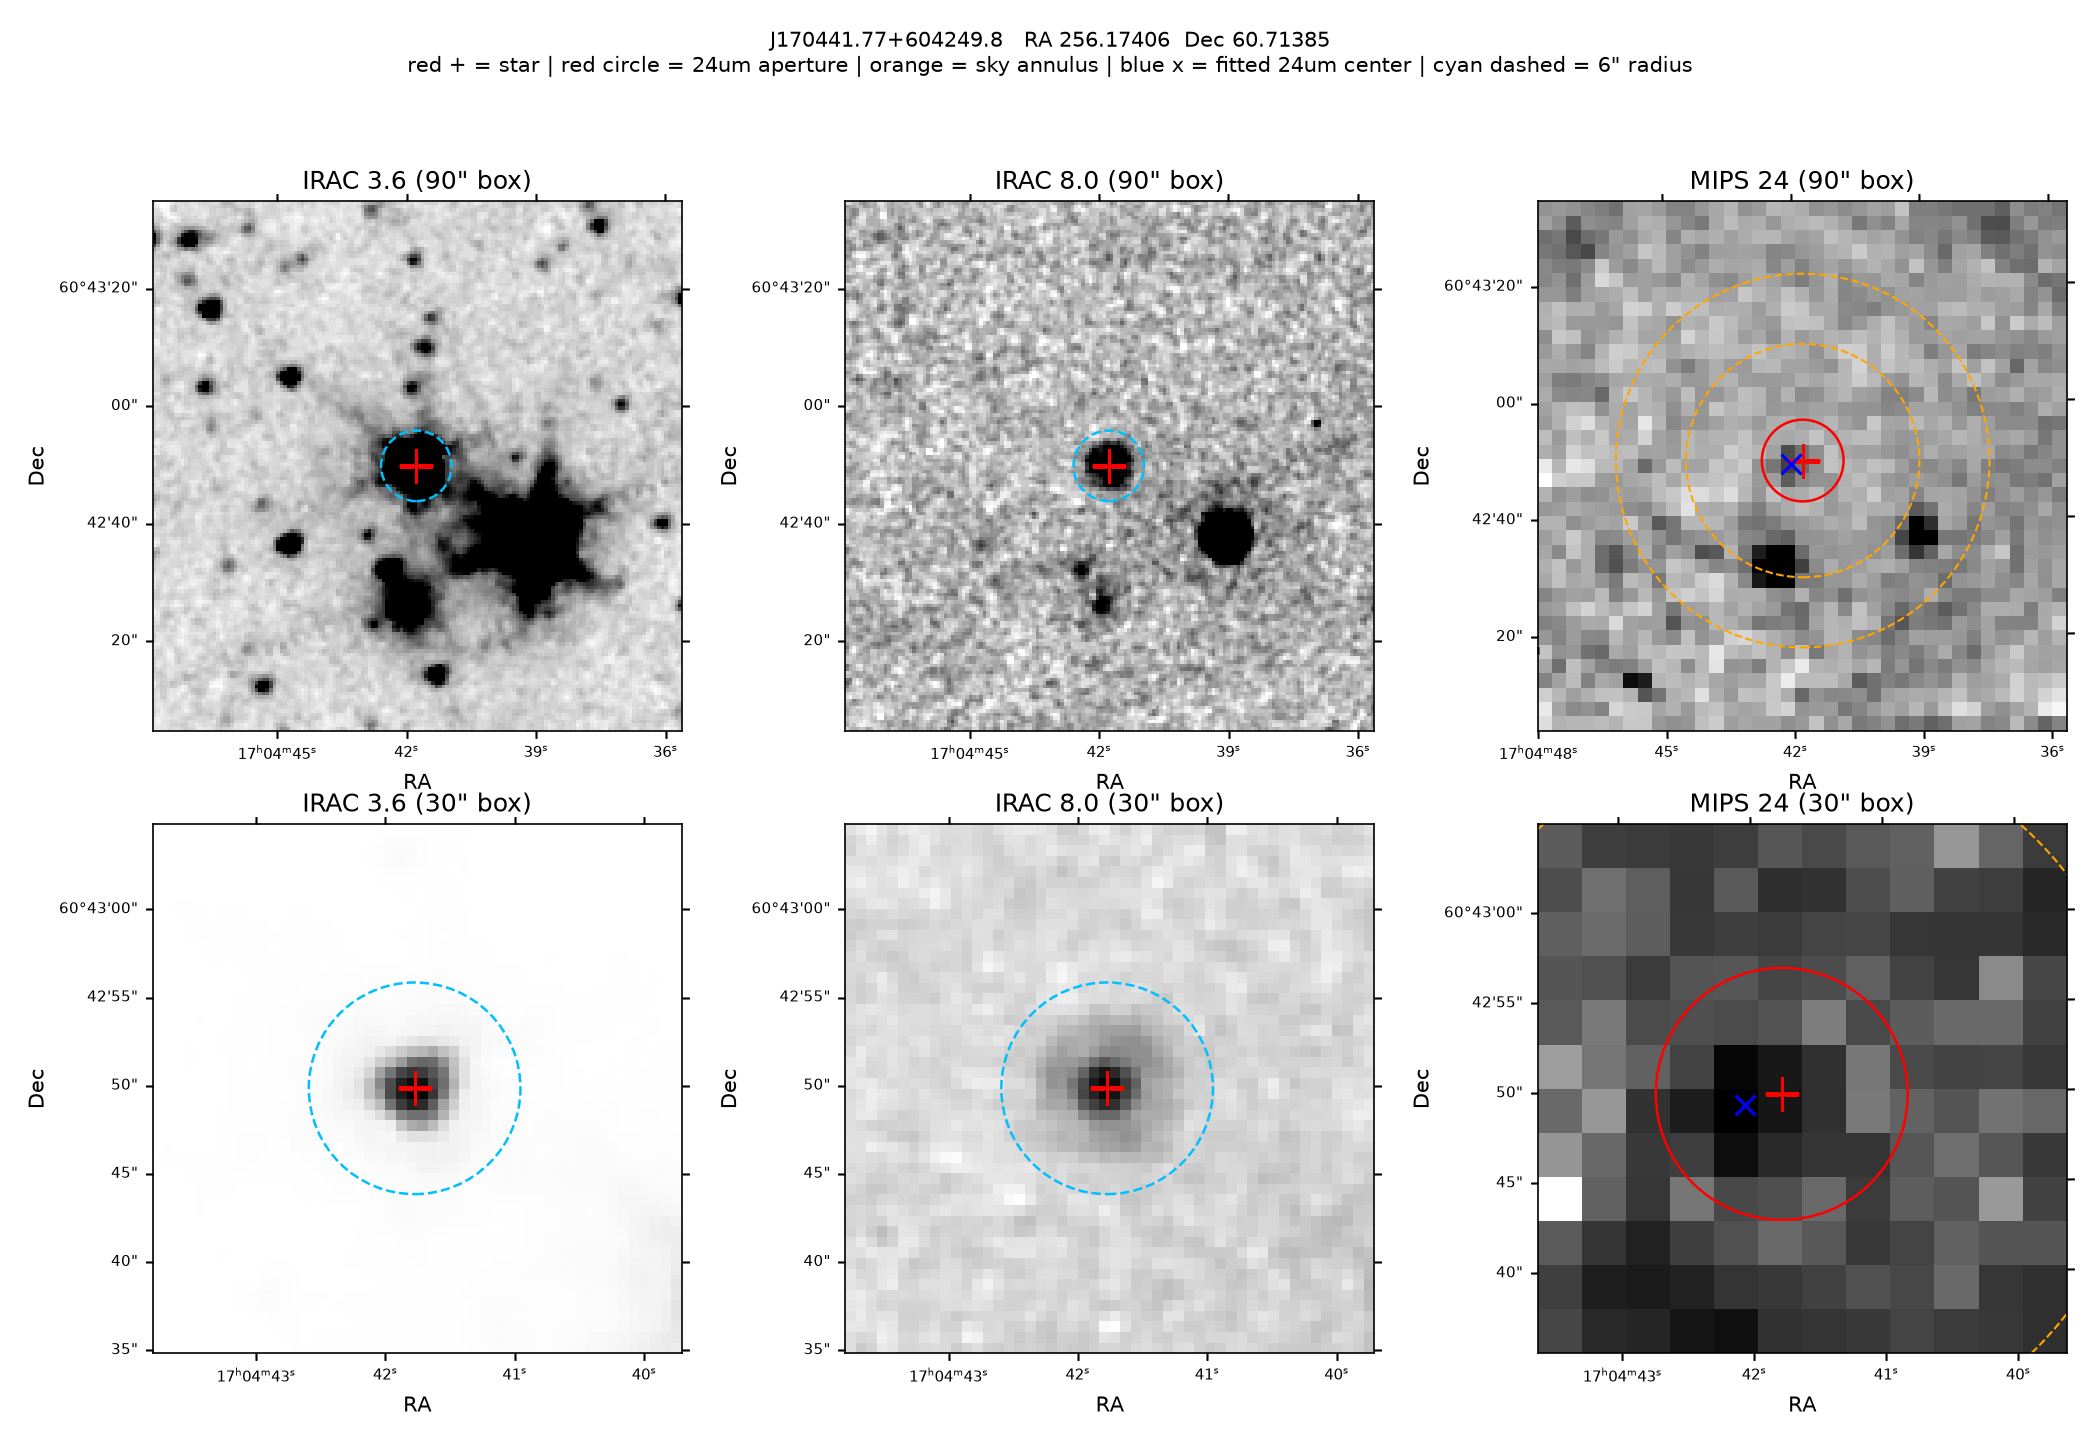 J170441.77+604249.8   RA 256.17406  Dec 60.71385
red + = star | red circle = 24um aperture | orange = sky annulus | blue x = fitted 24um center | cyan dashed = 6" radius
IRAC 3.6 (90" box)
60°43'20"
00"
42'40"
20"
Dec
17ʰ04ᵐ45ˢ 42ˢ 39ˢ 36ˢ
RA
IRAC 8.0 (90" box)
60°43'20"
00"
42'40"
20"
Dec
17ʰ04ᵐ45ˢ 42ˢ 39ˢ 36ˢ
RA
MIPS 24 (90" box)
60°43'20"
00"
42'40"
20"
Dec
17ʰ04ᵐ48ˢ 45ˢ 42ˢ 39ˢ 36ˢ
RA
IRAC 3.6 (30" box)
60°43'00"
42'55"
50"
45"
40"
35"
Dec
17ʰ04ᵐ43ˢ 42ˢ 41ˢ 40ˢ
RA
IRAC 8.0 (30" box)
60°43'00"
42'55"
50"
45"
40"
35"
Dec
17ʰ04ᵐ43ˢ 42ˢ 41ˢ 40ˢ
RA
MIPS 24 (30" box)
60°43'00"
42'55"
50"
45"
40"
Dec
17ʰ04ᵐ43ˢ 42ˢ 41ˢ 40ˢ
RA